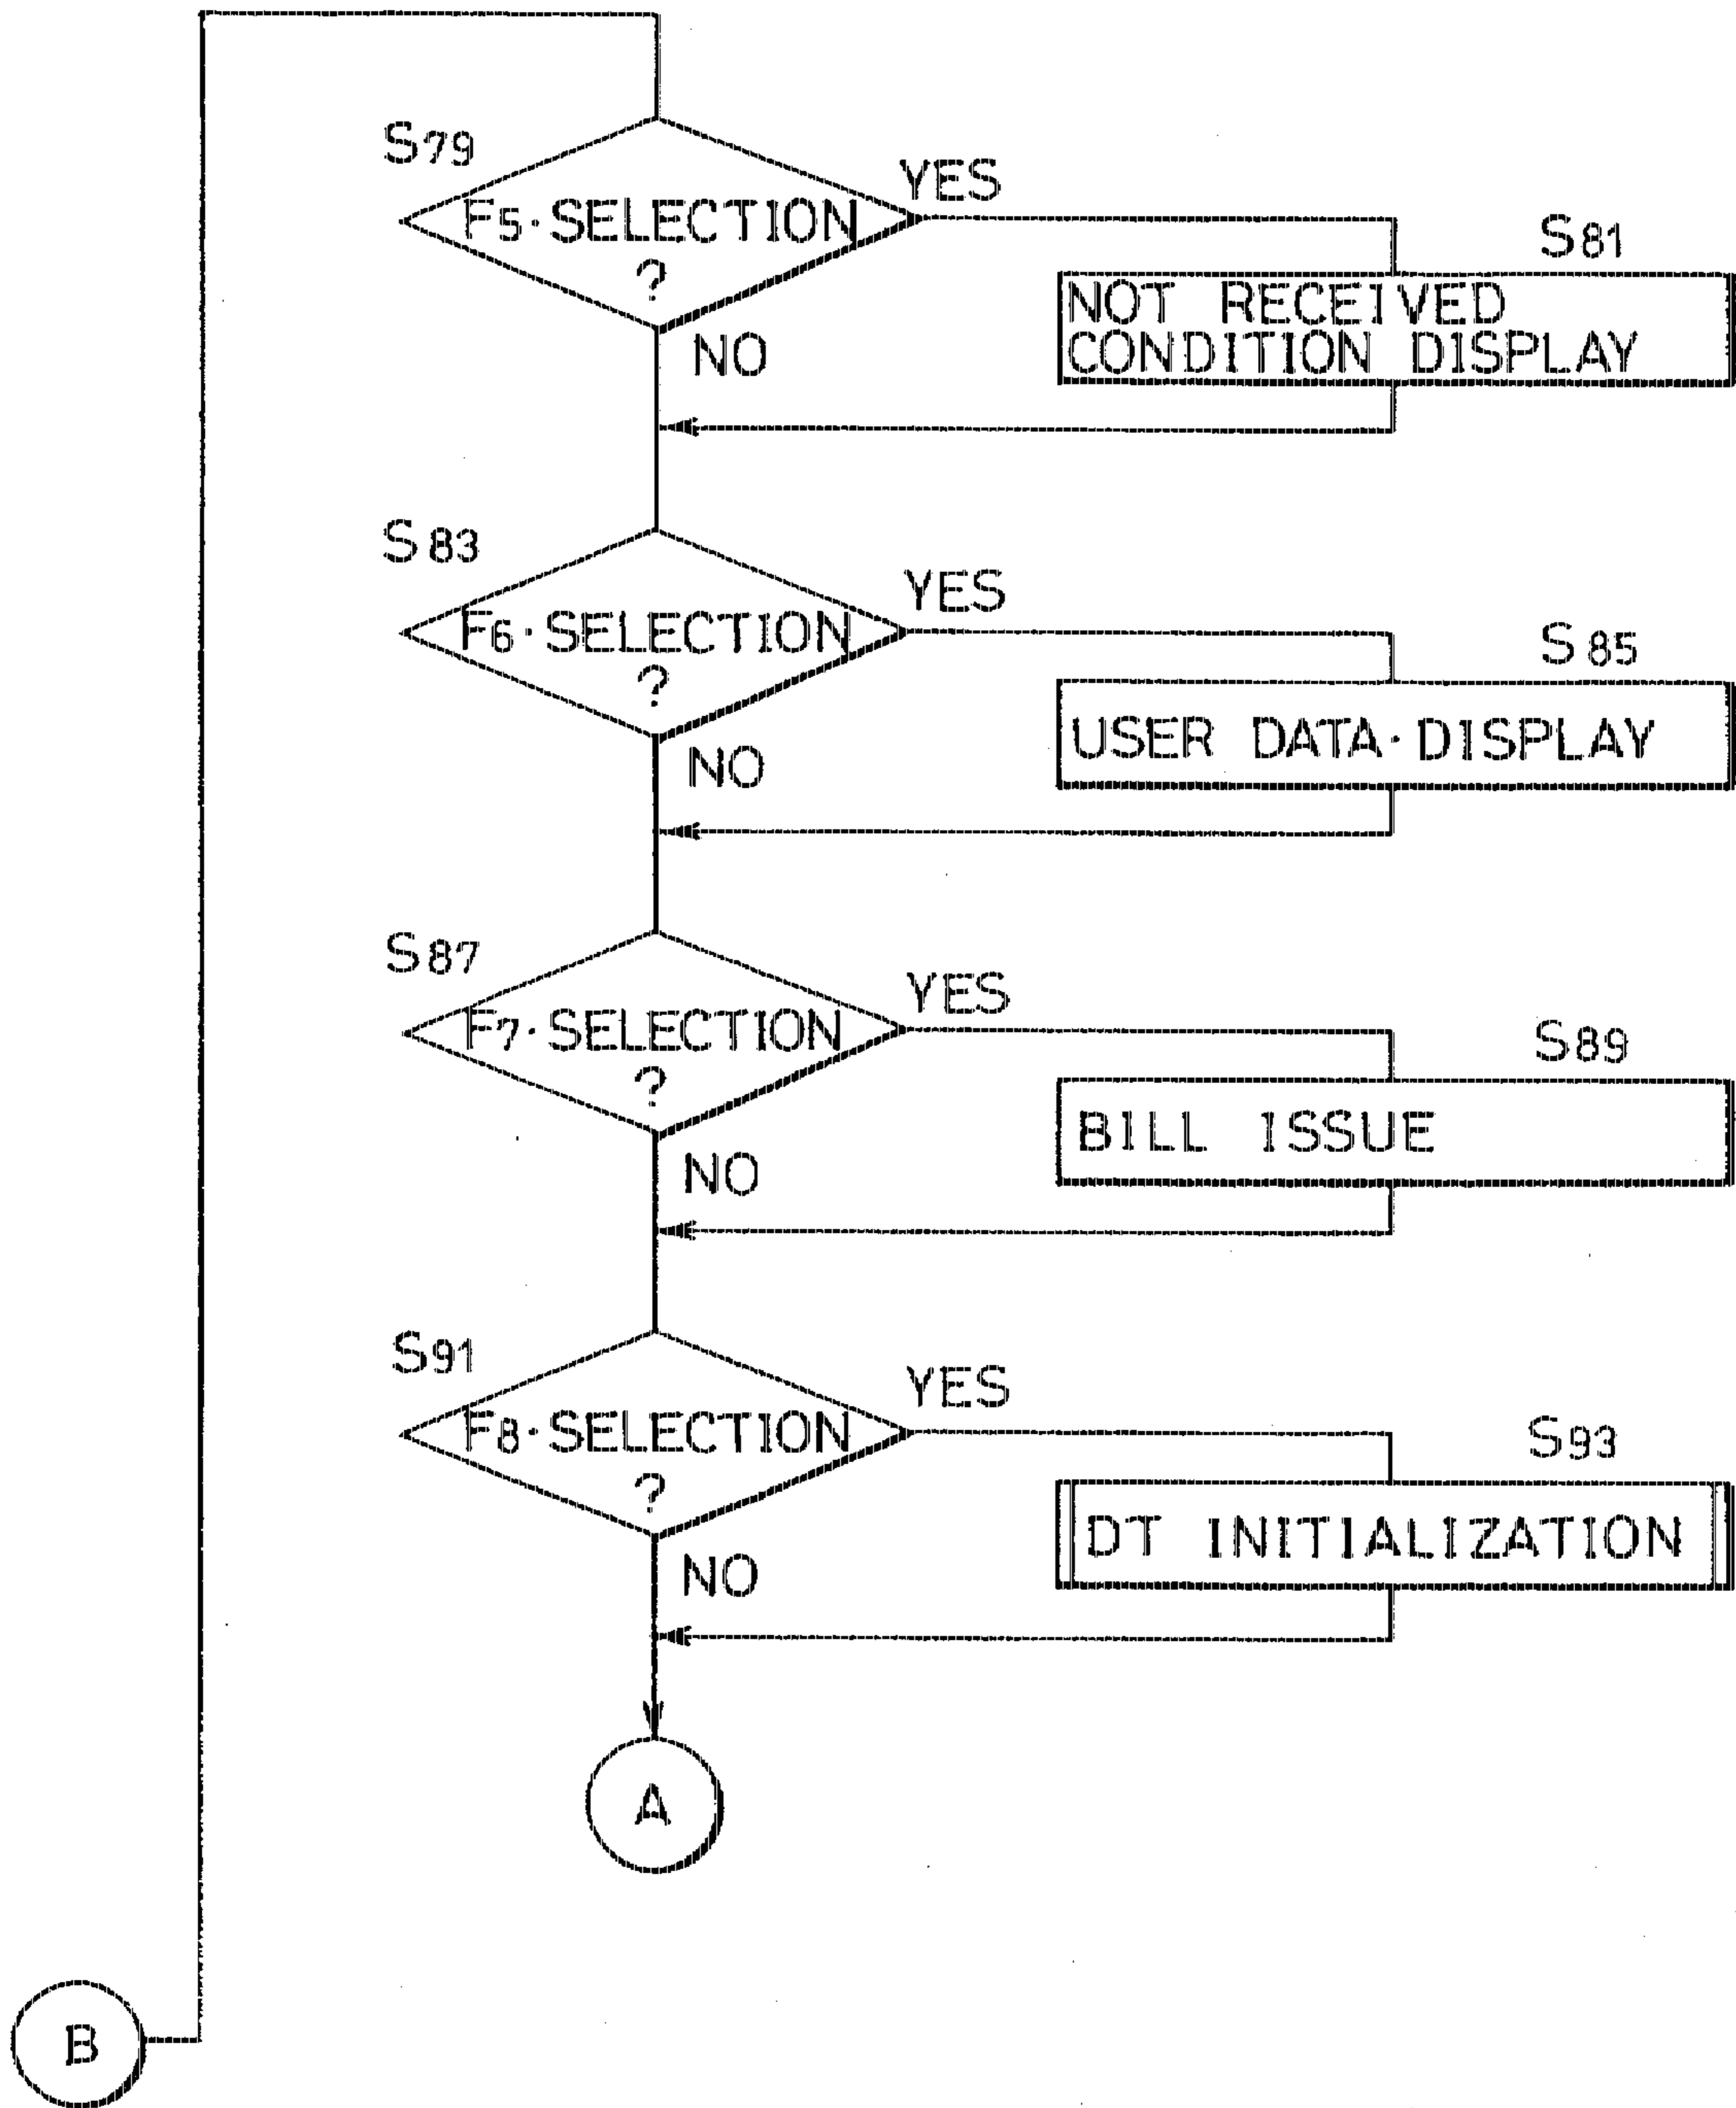 S79
F5·SELECTION
?
YES
NO
S81
NOT RECEIVED
CONDITION DISPLAY
S83
F6·SELECTION
?
YES
NO
S85
USER DATA·DISPLAY
S87
F7·SELECTION
?
YES
NO
S89
BILL ISSUE
S91
F8·SELECTION
?
YES
NO
S93
DT INITIALIZATION
A
B